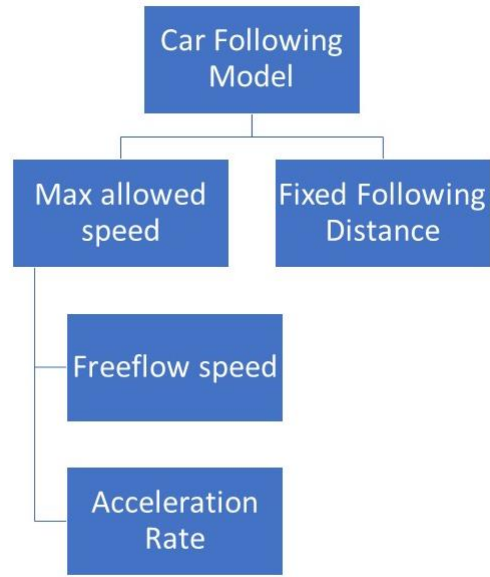 Car Following
Model
Max allowed
speed
Fixed Following
Distance
Freeflow speed
Acceleration
Rate